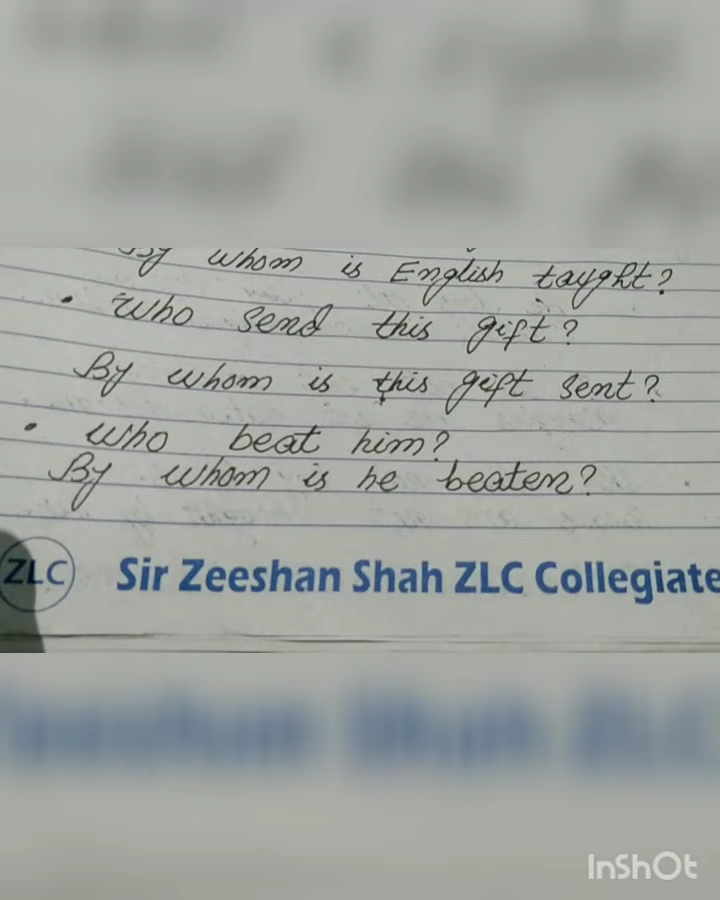 By whom is English taught?
• Who send this gift?
By whom is this gift sent?
• Who beat him?
By whom is he beaten?
ZLC Sir Zeeshan Shah ZLC Collegiate
InShOt